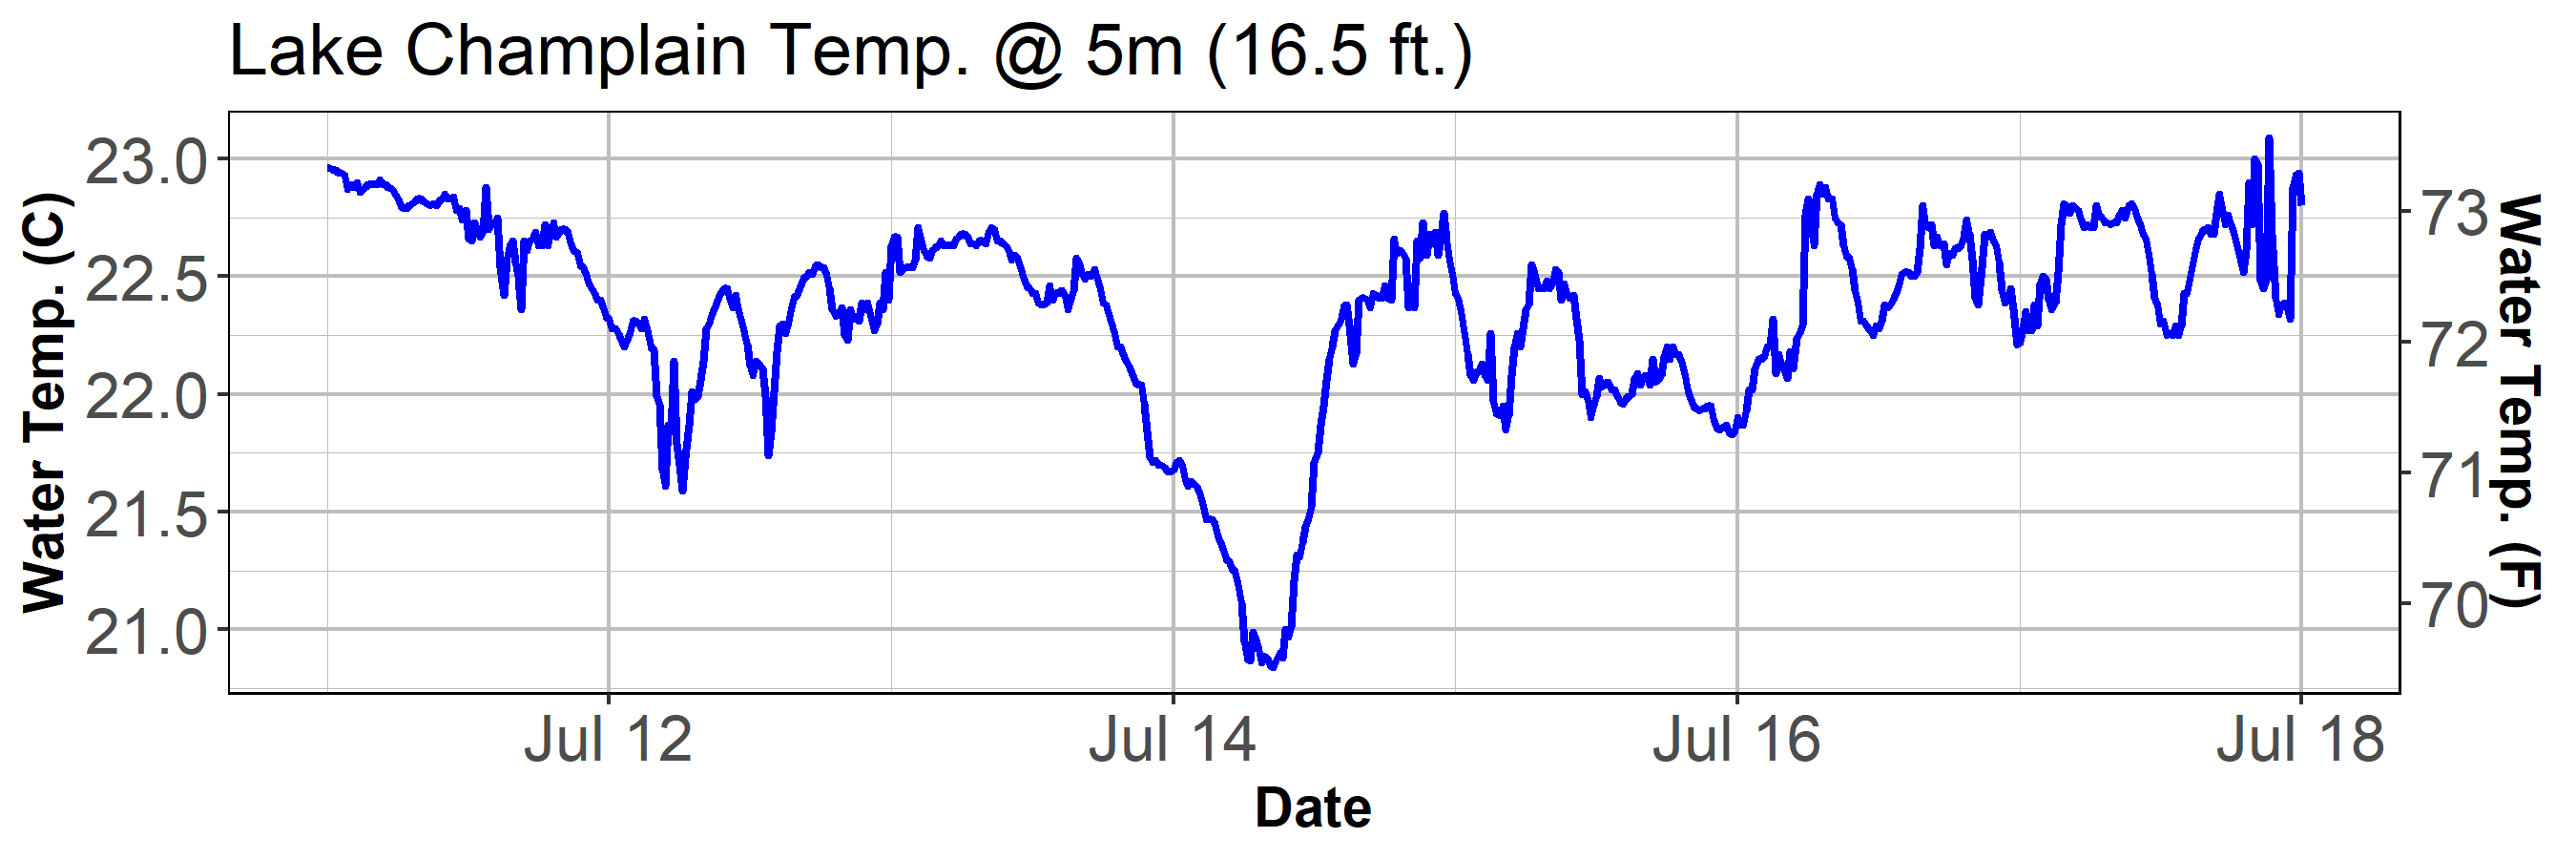 Lake Champlain Temp. @ 5m (16.5 ft.)
Water Temp. (C)
23.0
22.5
22.0
21.5
21.0
73
72
71
70
Water Temp. (F)
Jul 12
Jul 14
Jul 16
Jul 18
Date